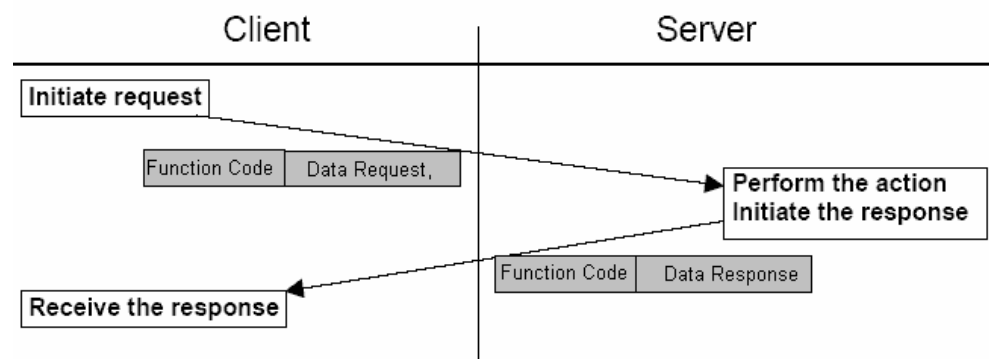 Client
Server
Initiate request
Function Code
Data Request,
Perform the action
Initiate the response
Function Code
Data Response
Receive the response